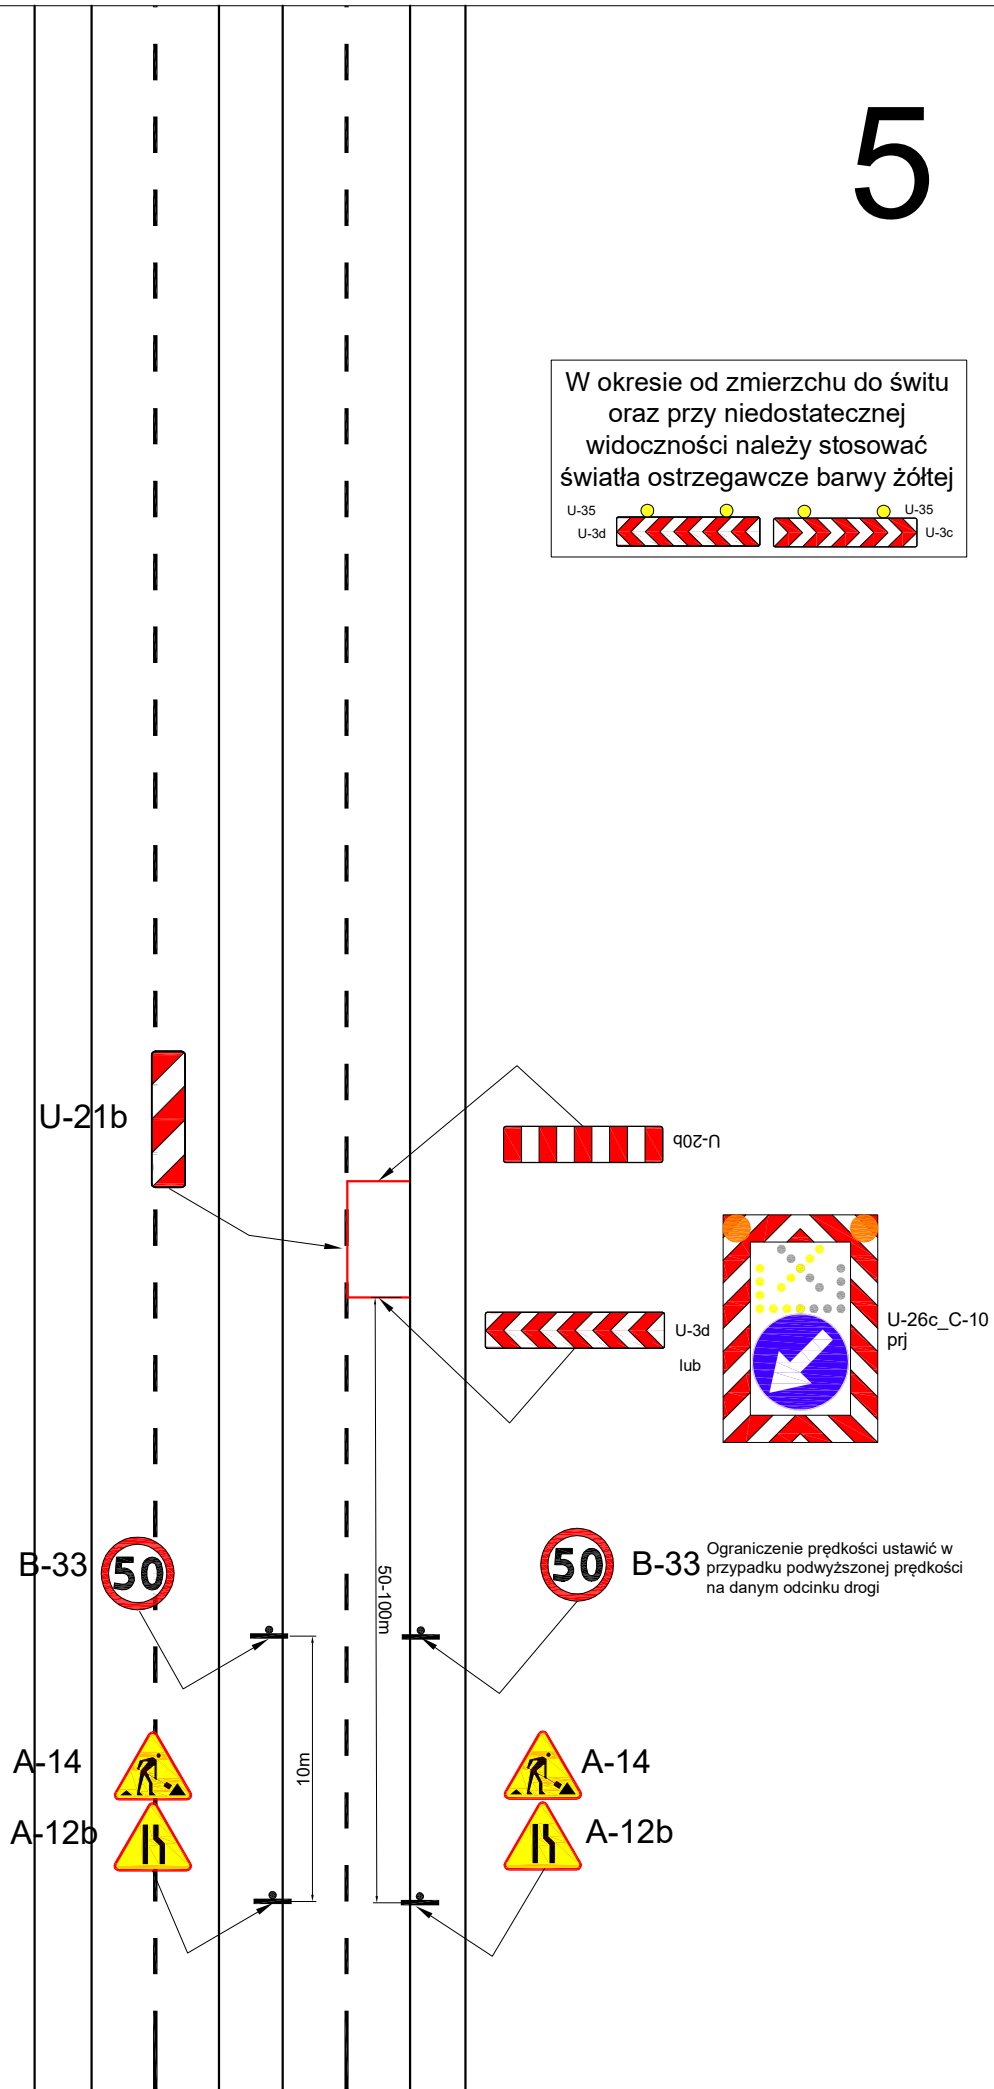 5
W okresie od zmierzchu do świtu
oraz przy niedostatecznej
widoczności należy stosować
światła ostrzegawcze barwy żółtej
U-35
U-35
U-3d
U-3c
U-21b
U-20b
U-3d
lub
U-26c_C-10
prj
B-33
50
50
B-33
Ograniczenie prędkości ustawić w
przypadku podwyższonej prędkości
na danym odcinku drogi
50-100m
10m
A-14
A-14
A-12b
A-12b